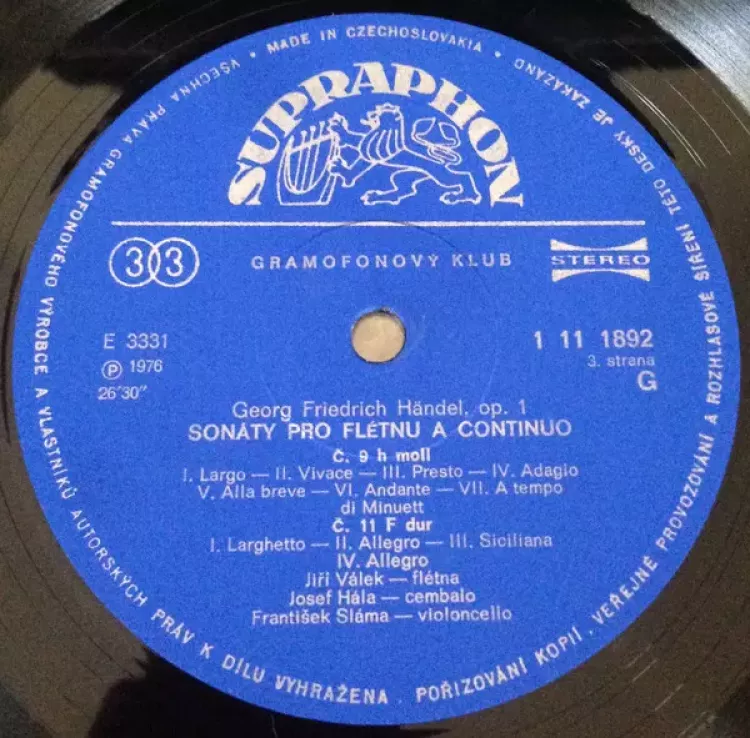 • MADE IN CZECHOSLOVAKIA •
VŠECHNA PRÁVA GRAMOFONOVÉHO VÝROBCE A VLASTNÍKŮ AUTORSKÝCH PRÁV K DÍLU VYHRAŽENA. POŘIZOVÁNÍ KOPIÍ, VEŘEJNÉ PROVOZOVÁNÍ A ROZHLASOVÉ ŠÍŘENÍ TÉTO DESKY JE ZAKÁZÁNO
SUPRAPHON
33
GRAMOFONOVÝ KLUB
STEREO
E 3331
1 11 1892
℗ 1976
3. strana
26'30"
G
Georg Friedrich Händel, op. 1
SONÁTY PRO FLÉTNU A CONTINUO
Č. 9 h moll
I. Largo — II. Vivace — III. Presto — IV. Adagio
V. Alla breve — VI. Andante — VII. A tempo
di Minuett
Č. 11 F dur
I. Larghetto — II. Allegro — III. Siciliana
IV. Allegro
Jiří Válek — flétna
Josef Hála — cembalo
František Sláma — violoncello